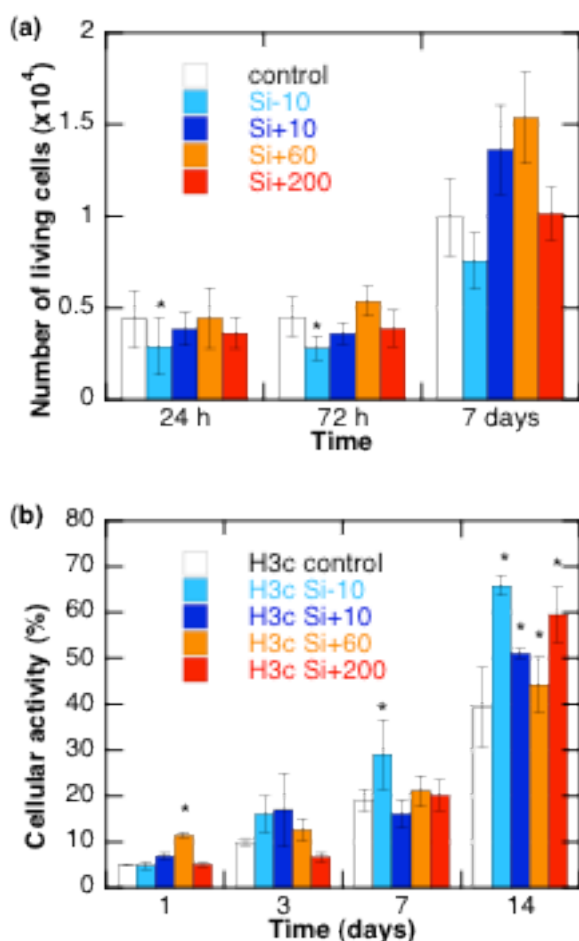 (a)
2
1.5
1
0.5
0
Number of living cells (x10⁴)
control
Si-10
Si+10
Si+60
Si+200
*
*
24 h 72 h 7 days
Time
(b)
80
70
60
50
40
30
20
10
0
Cellular activity (%)
H3c control
H3c Si-10
H3c Si+10
H3c Si+60
H3c Si+200
*
*
*
*
*
*
1 3 7 14
Time (days)